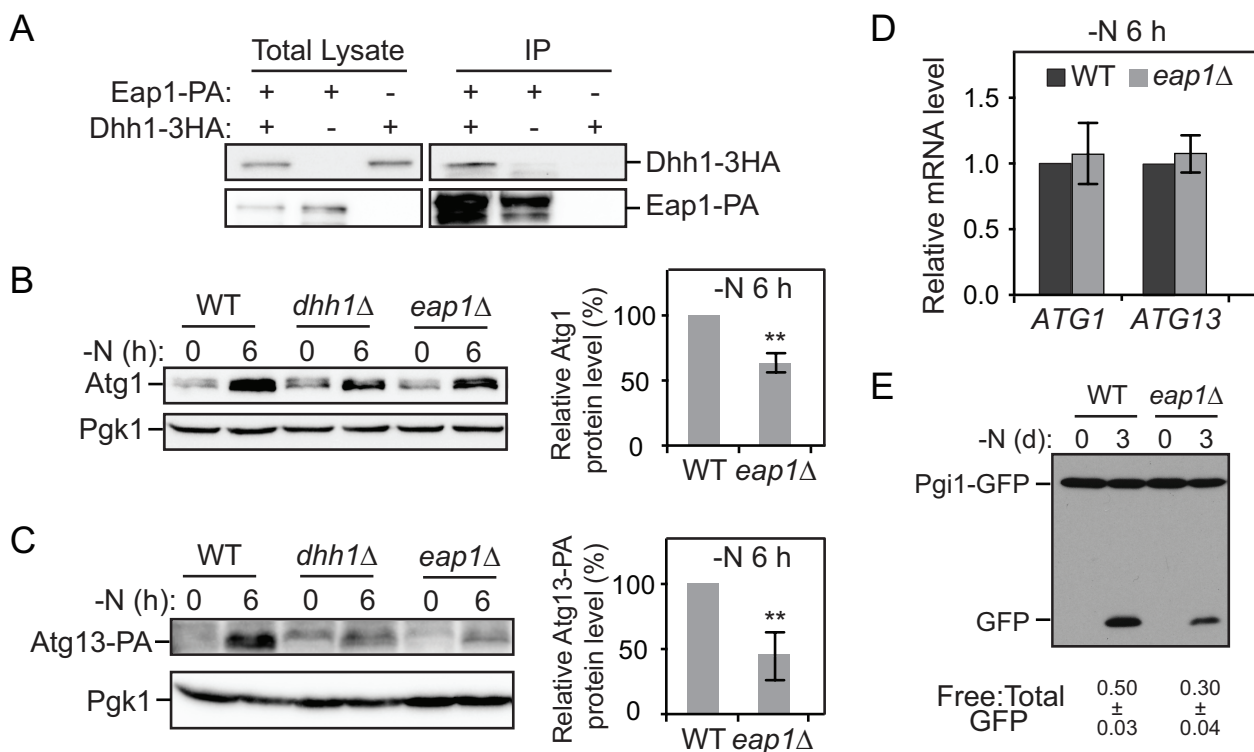 A
Total Lysate IP
Eap1-PA: + + - + + -
Dhh1-3HA: + - + + - +
Dhh1-3HA
Eap1-PA
B
WT dhh1Δ eap1Δ
-N (h): 0 6 0 6 0 6
Atg1
Pgk1
Relative Atg1
protein level (%)
-N 6 h
100
50
0
**
WT eap1Δ
C
WT dhh1Δ eap1Δ
-N (h): 0 6 0 6 0 6
Atg13-PA
Pgk1
Relative Atg13-PA
protein level (%)
-N 6 h
100
50
0
**
WT eap1Δ
D
-N 6 h
WT eap1Δ
Relative mRNA level
1.5
1.0
0.5
0.0
ATG1 ATG13
E
WT eap1Δ
-N (d): 0 3 0 3
Pgi1-GFP
GFP
Free:Total
GFP
0.50
±
0.03
0.30
±
0.04